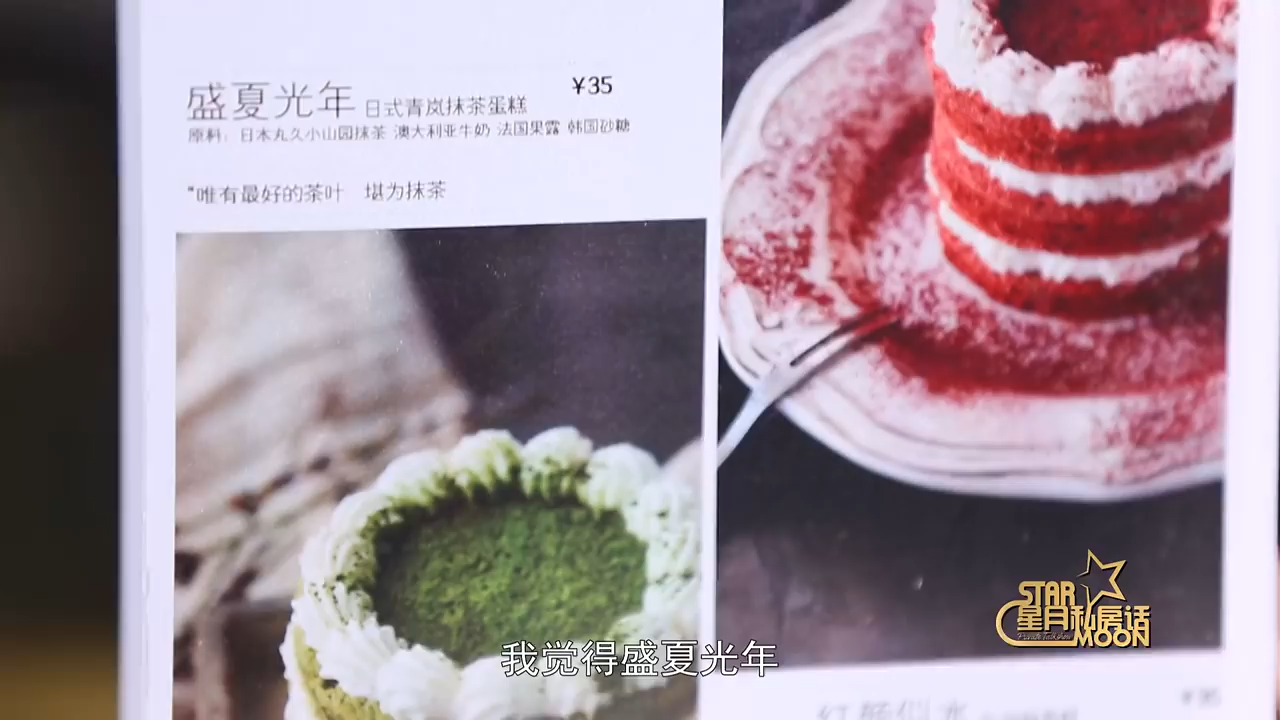 盛夏光年 日式青岚抹茶蛋糕 ¥35
原料：日本丸久小山园抹茶 澳大利亚牛奶 法国果露 韩国砂糖
“唯有最好的茶叶 堪为抹茶
STAR
星月私房话
MOON
我觉得盛夏光年